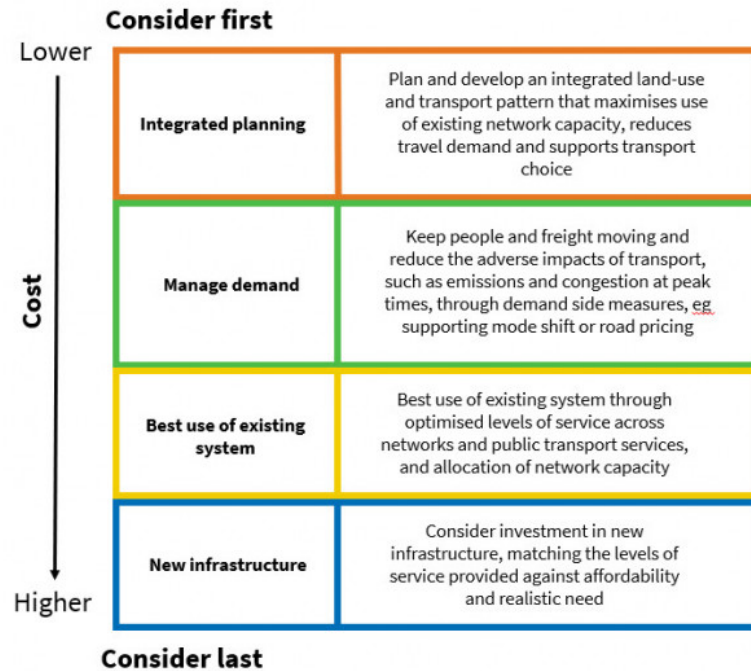 Consider first
Lower
Integrated planning
Plan and develop an integrated land-use
and transport pattern that maximises use
of existing network capacity, reduces
travel demand and supports transport
choice
Cost
Manage demand
Keep people and freight moving and
reduce the adverse impacts of transport,
such as emissions and congestion at peak
times, through demand side measures, eg
supporting mode shift or road pricing
Best use of existing
system
Best use of existing system through
optimised levels of service across
networks and public transport services,
and allocation of network capacity
New infrastructure
Consider investment in new
infrastructure, matching the levels of
service provided against affordability
and realistic need
Higher
Consider last